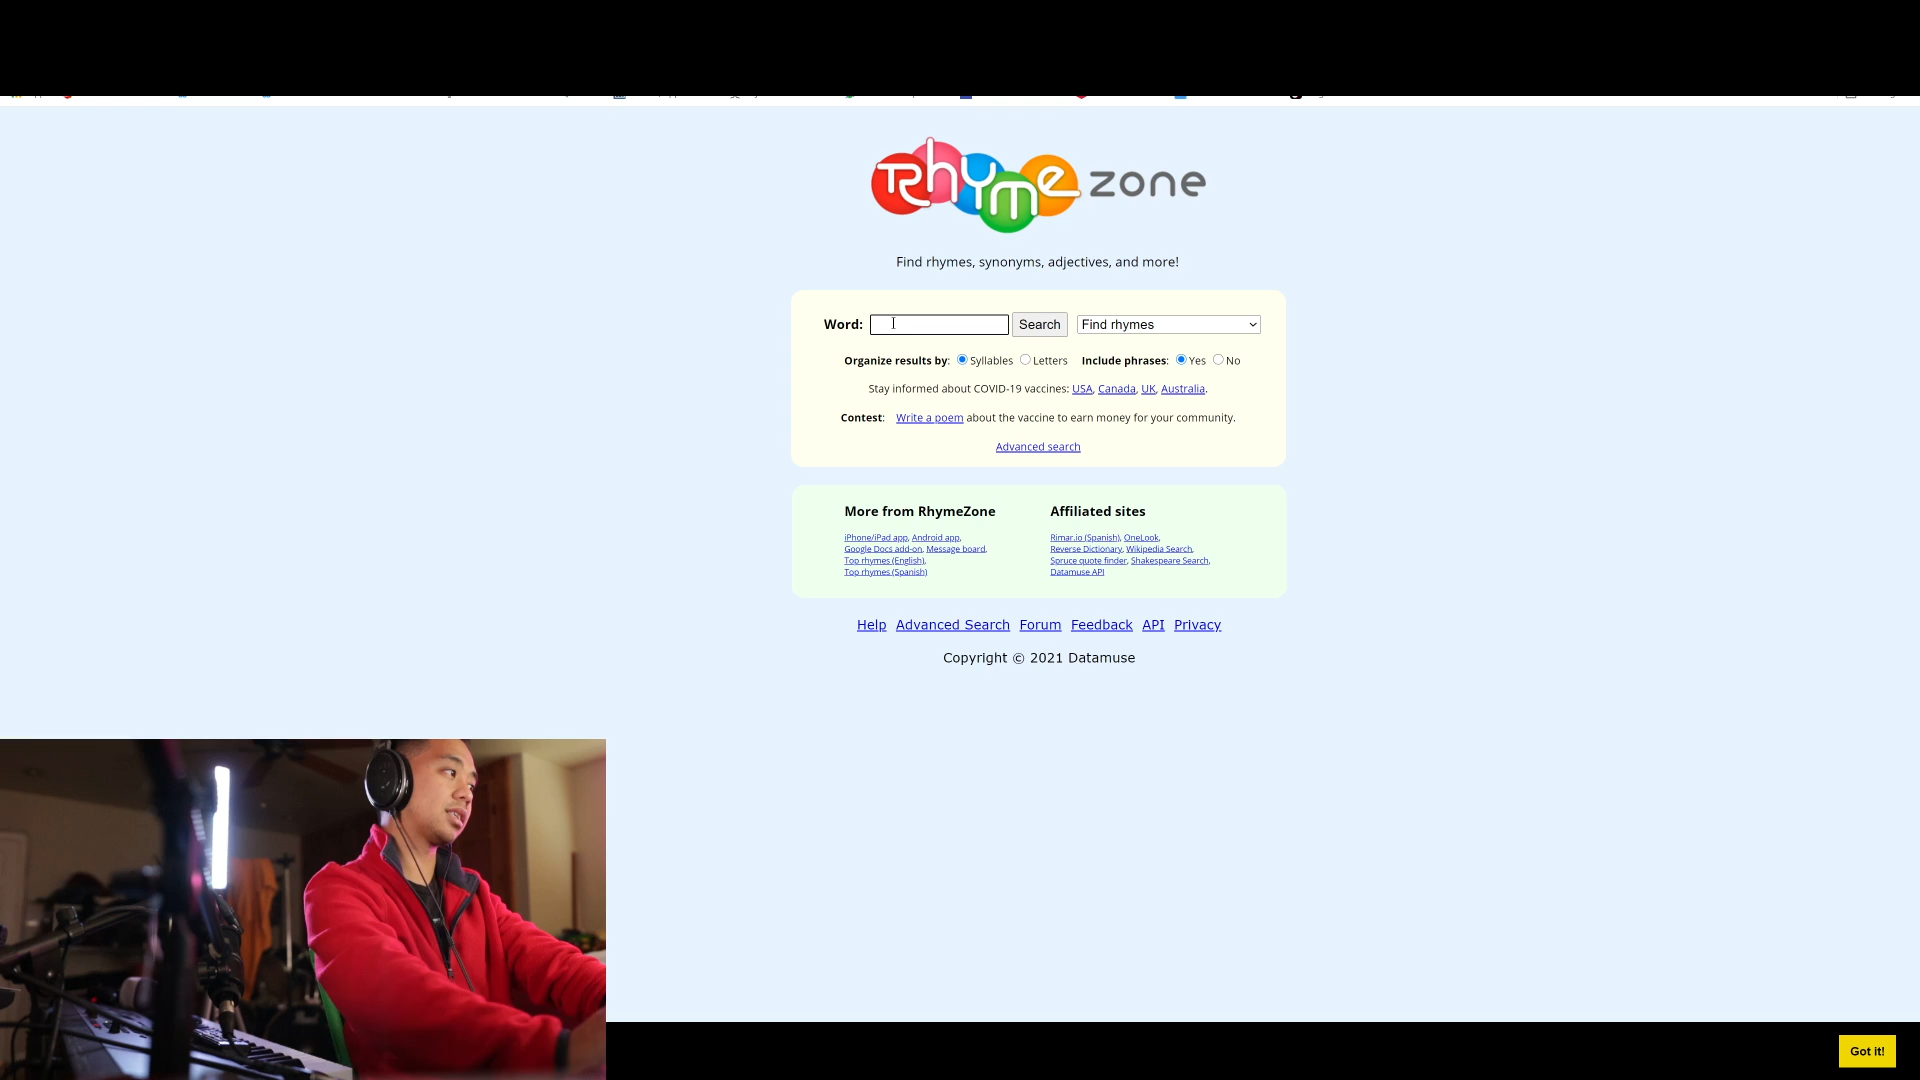 Rhyme zone
Find rhymes, synonyms, adjectives, and more!
Word: Search Find rhymes
Organize results by: Syllables Letters Include phrases: Yes No
Stay informed about COVID-19 vaccines: USA, Canada, UK, Australia.
Contest: Write a poem about the vaccine to earn money for your community.
Advanced search
More from RhymeZone
iPhone/iPad app, Android app,
Google Docs add-on, Message board,
Top rhymes (English),
Top rhymes (Spanish)
Affiliated sites
Rimar.io (Spanish), OneLook,
Reverse Dictionary, Wikipedia Search,
Spruce quote finder, Shakespeare Search,
Datamuse API
Help Advanced Search Forum Feedback API Privacy
Copyright © 2021 Datamuse
Got it!